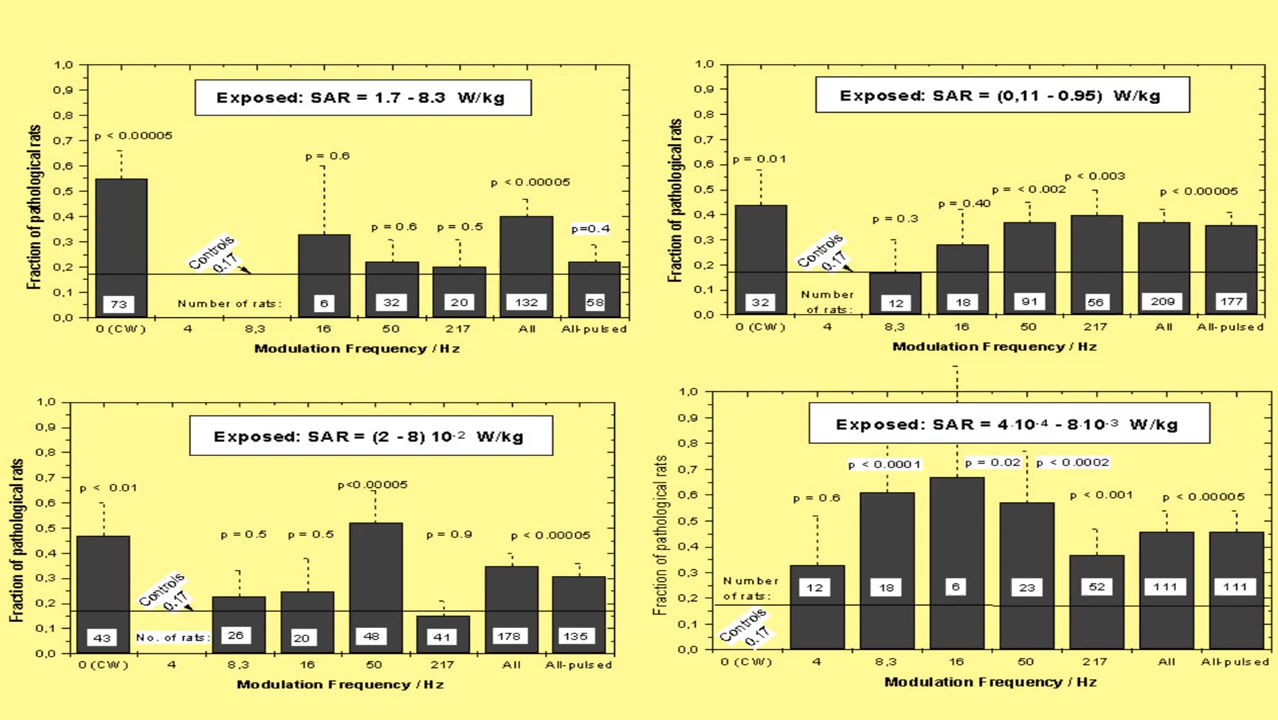 Exposed: SAR = 1.7 - 8.3 W/kg
Fraction of pathological rats
1,0
0,9
0,8
0,7
0,6
0,5
0,4
0,3
0,2
0,1
0,0
p < 0.00005
p = 0.6
p = 0.6
p = 0.5
p < 0.00005
p=0.4
Controls
0.17
Number of rats:
73
6
32
20
132
58
0 (CW) 4 8,3 16 50 217 All All-pulsed
Modulation Frequency / Hz
Exposed: SAR = (0,11 - 0.95) W/kg
Fraction of pathological rats
1,0
0,9
0,8
0,7
0,6
0,5
0,4
0,3
0,2
0,1
0,0
p = 0.01
p = 0.3
p = 0.40
p = < 0.002
p < 0.003
p < 0.00005
Controls
0.17
Number
of rats:
32
12
18
91
56
209
177
0 (CW) 4 8,3 16 50 217 All All-pulsed
Modulation Frequency / Hz
Exposed: SAR = (2 - 8) 10-2 W/kg
Fraction of pathological rats
1,0
0,9
0,8
0,7
0,6
0,5
0,4
0,3
0,2
0,1
0,0
p < 0.01
p = 0.5
p = 0.5
p<0.00005
p = 0.9
p < 0.00005
Controls
0.17
No. of rats:
43
26
20
48
41
178
135
0 (CW) 4 8,3 16 50 217 All All-pulsed
Modulation Frequency / Hz
Exposed: SAR = 4·10-4 - 8·10-3 W/kg
Fraction of pathological rats
1,0
0,9
0,8
0,7
0,6
0,5
0,4
0,3
0,2
0,1
0,0
p = 0.6
p < 0.0001
p = 0.02
p < 0.0002
p < 0.001
p < 0.00005
Number
of rats:
Controls
0.17
12
18
6
23
52
111
111
0 (CW) 4 8,3 16 50 217 All All-pulsed
Modulation Frequency / Hz